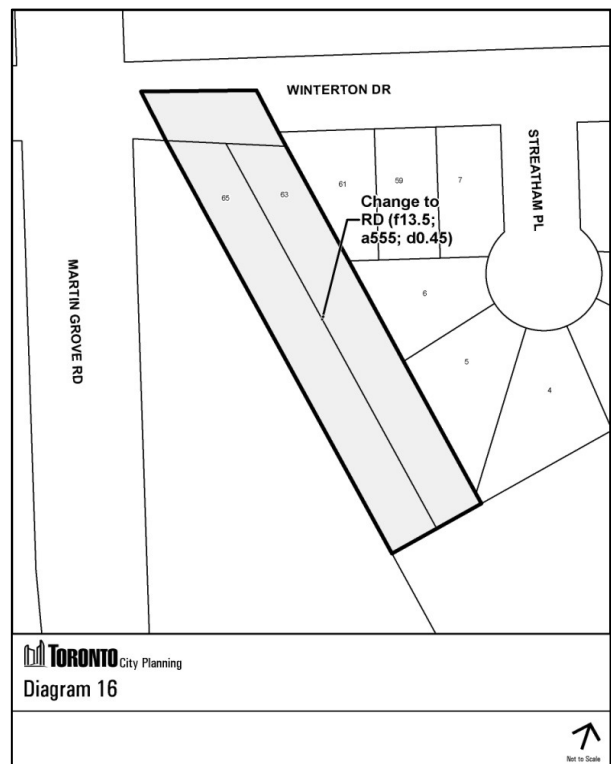 WINTERTON DR
STREATHAM PL
61
59
7
65
63
Change to
RD (f13.5;
a555; d0.45)
6
MARTIN GROVE RD
5
4
TORONTO City Planning
Diagram 16
Not to Scale